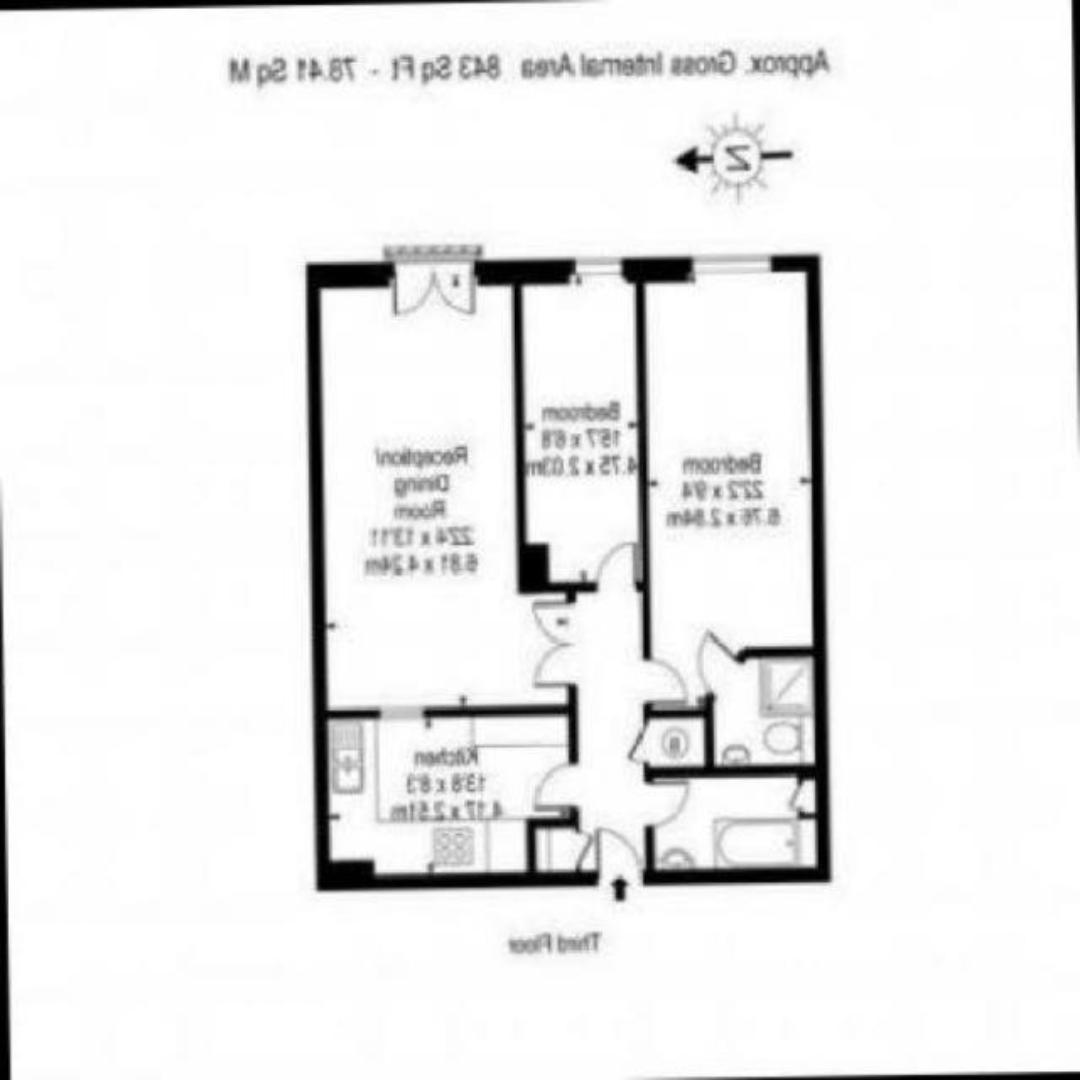 Approx. Gross Internal Area 843 Sq Ft - 78.41 Sq M
N
Bedroom
22'2 x 9'4
6.76 x 2.84m
Bedroom
15'7 x 6'8
4.75 x 2.03m
Reception/
Dining
Room
22'4 x 13'11
6.81 x 4.24m
B
Kitchen
13'8 x 8'3
4.17 x 2.51m
Third Floor